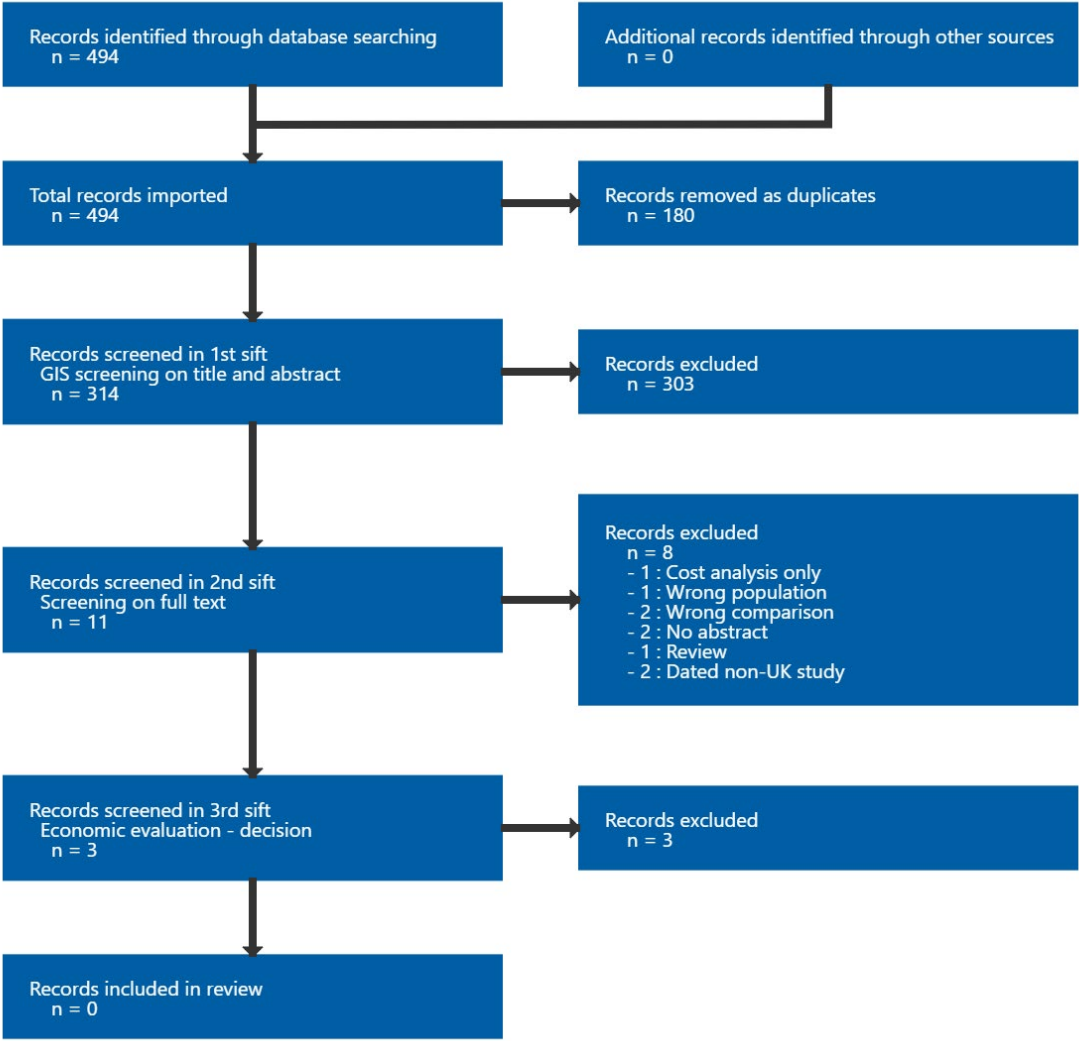 Records identified through database searching
n = 494
Additional records identified through other sources
n = 0
Total records imported
n = 494
Records removed as duplicates
n = 180
Records screened in 1st sift
GIS screening on title and abstract
n = 314
Records excluded
n = 303
Records screened in 2nd sift
Screening on full text
n = 11
Records excluded
n = 8
- 1 : Cost analysis only
- 1 : Wrong population
- 2 : Wrong comparison
- 2 : No abstract
- 1 : Review
- 2 : Dated non-UK study
Records screened in 3rd sift
Economic evaluation - decision
n = 3
Records excluded
n = 3
Records included in review
n = 0